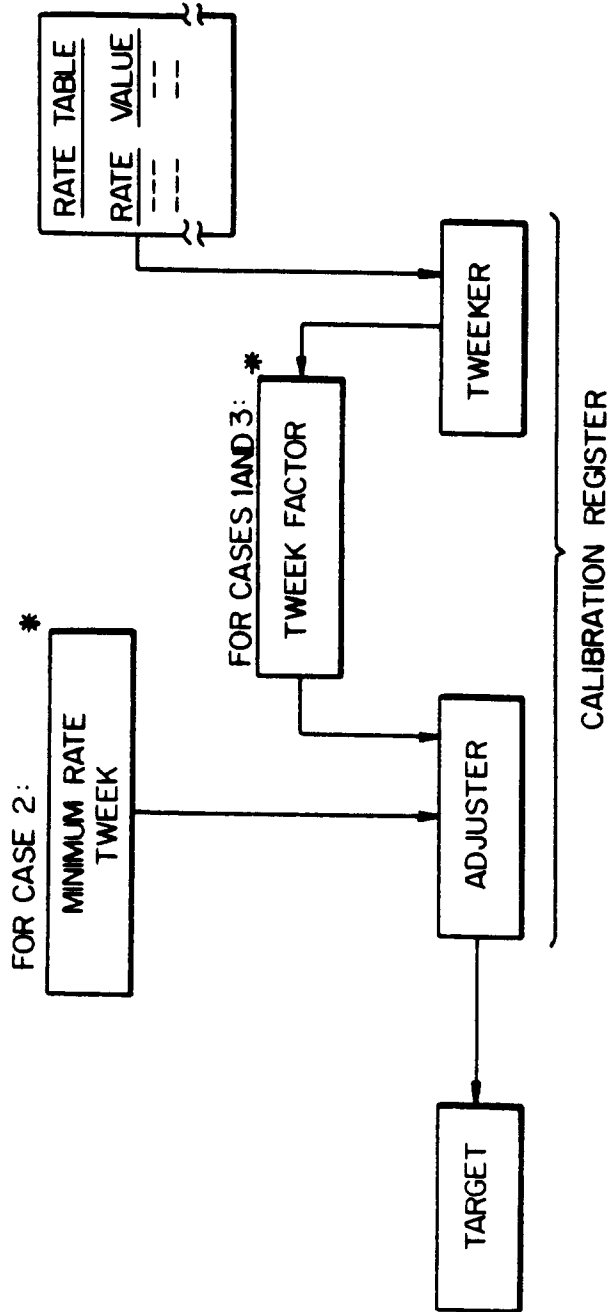 FOR CASE 2: *
MINIMUM RATE
TWEEK
FOR CASES 1AND 3: *
TWEEK FACTOR
RATE TABLE
RATE VALUE
--- --
--- --
TARGET
ADJUSTER
TWEEKER
CALIBRATION REGISTER